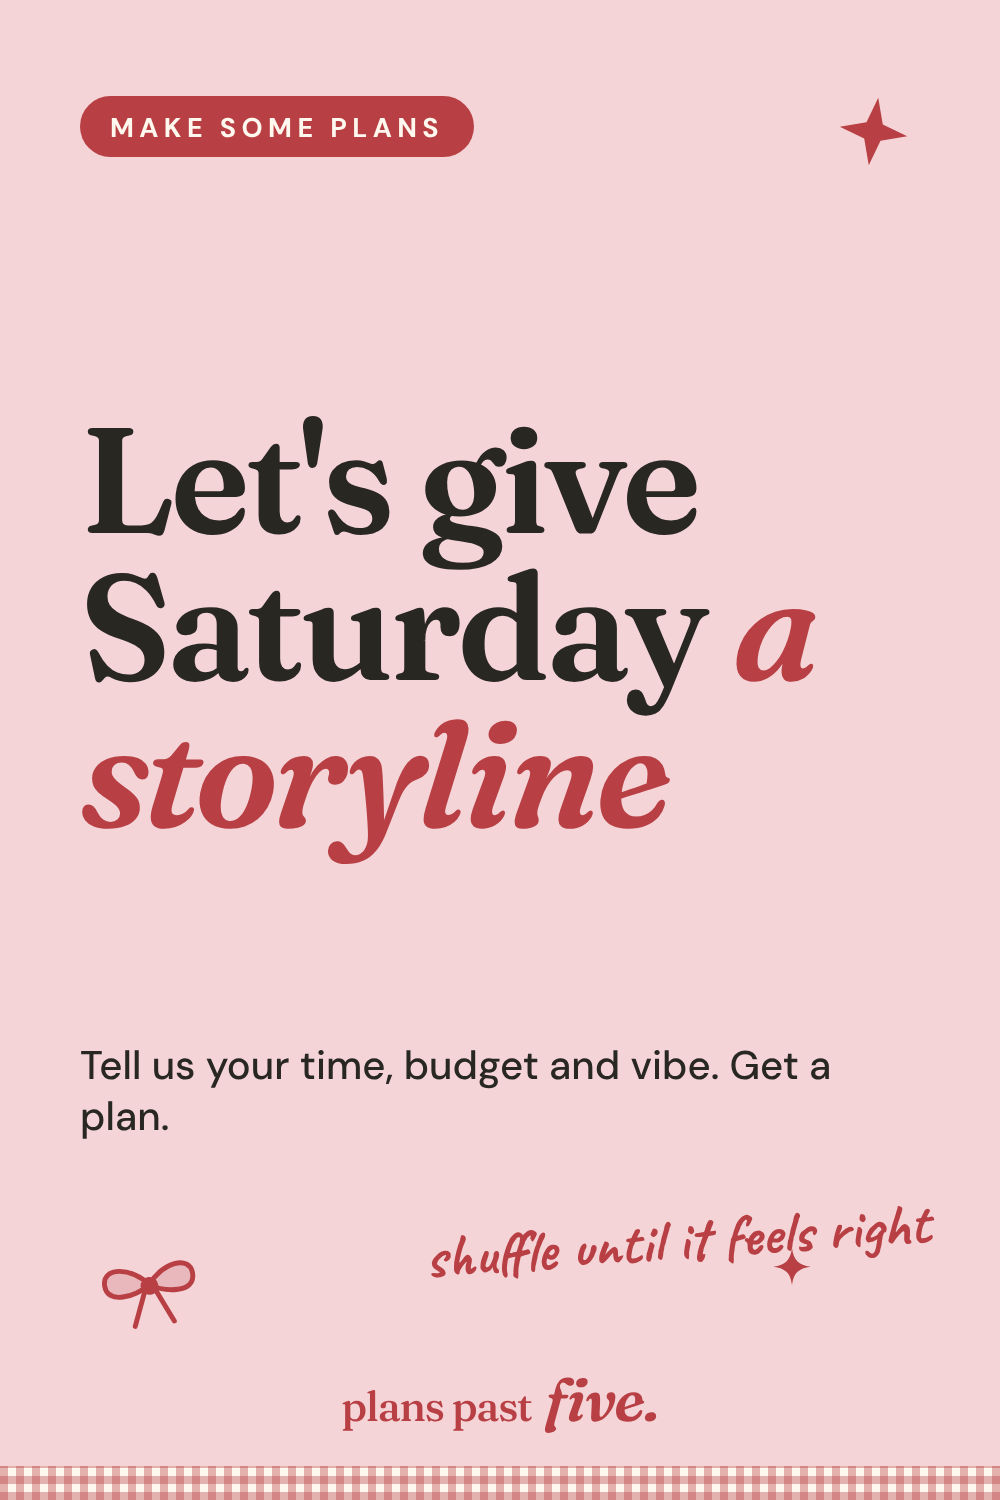 MAKE SOME PLANS
Let's give
Saturday a
storyline
Tell us your time, budget and vibe. Get a
plan.
shuffle until it feels right
plans past five.